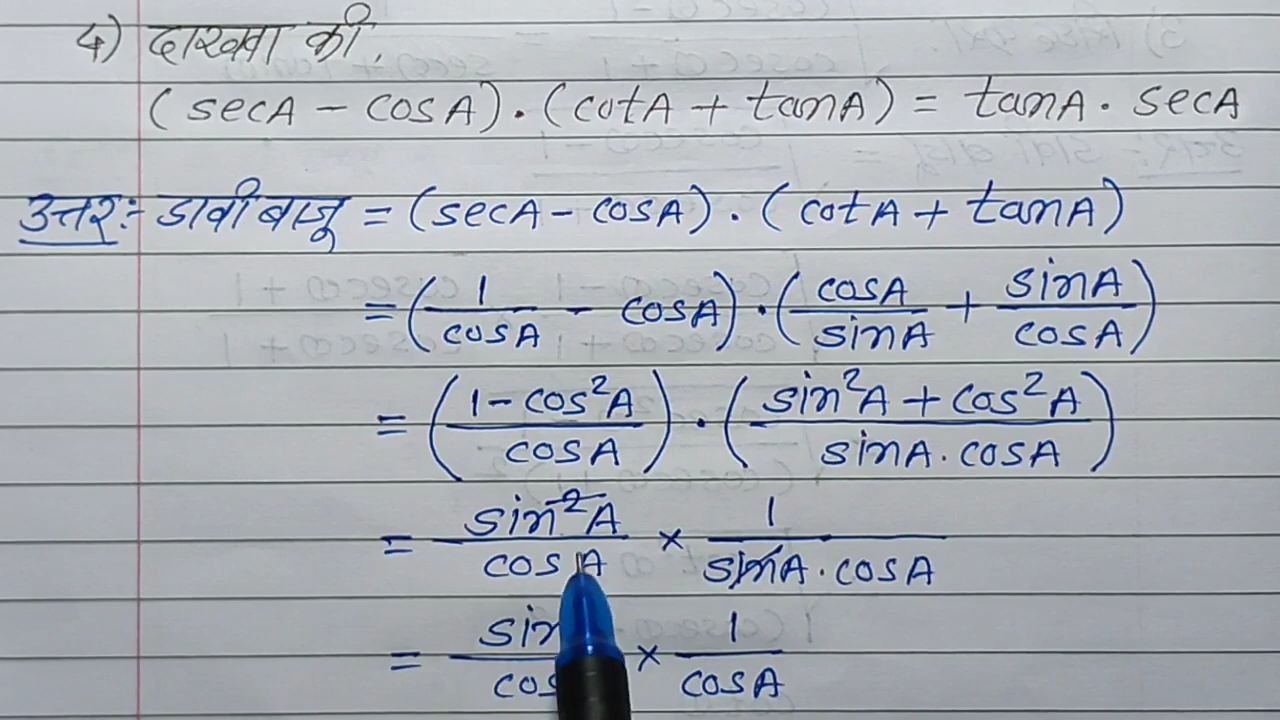 4) दाखवा की.
(secA - cosA) · (cotA + tanA) = tanA · secA
उत्तर:- डावी बाजू = (secA - cosA) · (cotA + tanA)
= (1/cosA - cosA) · (cosA/sinA + sinA/cosA)
= ((1 - cos²A)/cosA) · ((sin²A + cos²A)/(sinA · cosA))
= sin²A/cosA × 1/(sinA · cosA)
= × 1/cosA